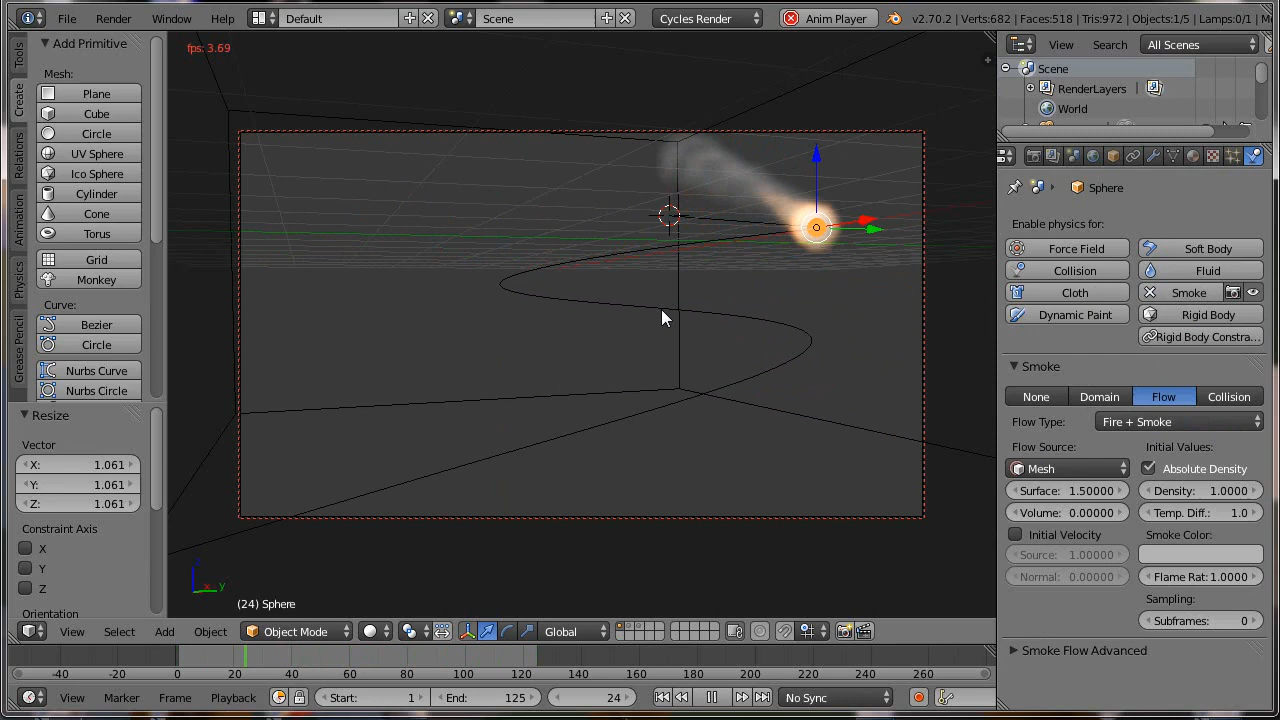 File Render Window Help Default Scene Cycles Render Anim Player v2.70.2 | Verts:682 | Faces:518 | Tris:972 | Objects:1/5 | Lamps:0/1 |
fps: 3.69
Tools
Create
Relations
Animation
Physics
Grease Pencil
Add Primitive
Mesh:
Plane
Cube
Circle
UV Sphere
Ico Sphere
Cylinder
Cone
Torus
Grid
Monkey
Curve:
Bezier
Circle
Nurbs Curve
Nurbs Circle
Resize
Vector
X: 1.061
Y: 1.061
Z: 1.061
Constraint Axis
X
Y
Z
Orientation
z
x y
(24) Sphere
View Select Add Object Object Mode Global
-40 -20 0 20 40 60 80 100 120 140 160 180 200 220 240 260
View Marker Frame Playback Start: 1 End: 125 24 No Sync
View Search All Scenes
Scene
RenderLayers
World
Sphere
Enable physics for:
Force Field Soft Body
Collision Fluid
Cloth Smoke
Dynamic Paint Rigid Body
Rigid Body Constra...
Smoke
None Domain Flow Collision
Flow Type: Fire + Smoke
Flow Source: Initial Values:
Mesh Absolute Density
Surface: 1.50000 Density: 1.0000
Volume: 0.00000 Temp. Diff.: 1.0
Initial Velocity Smoke Color:
Source: 1.00000
Normal: 0.00000 Flame Rat: 1.0000
Sampling:
Subframes: 0
Smoke Flow Advanced